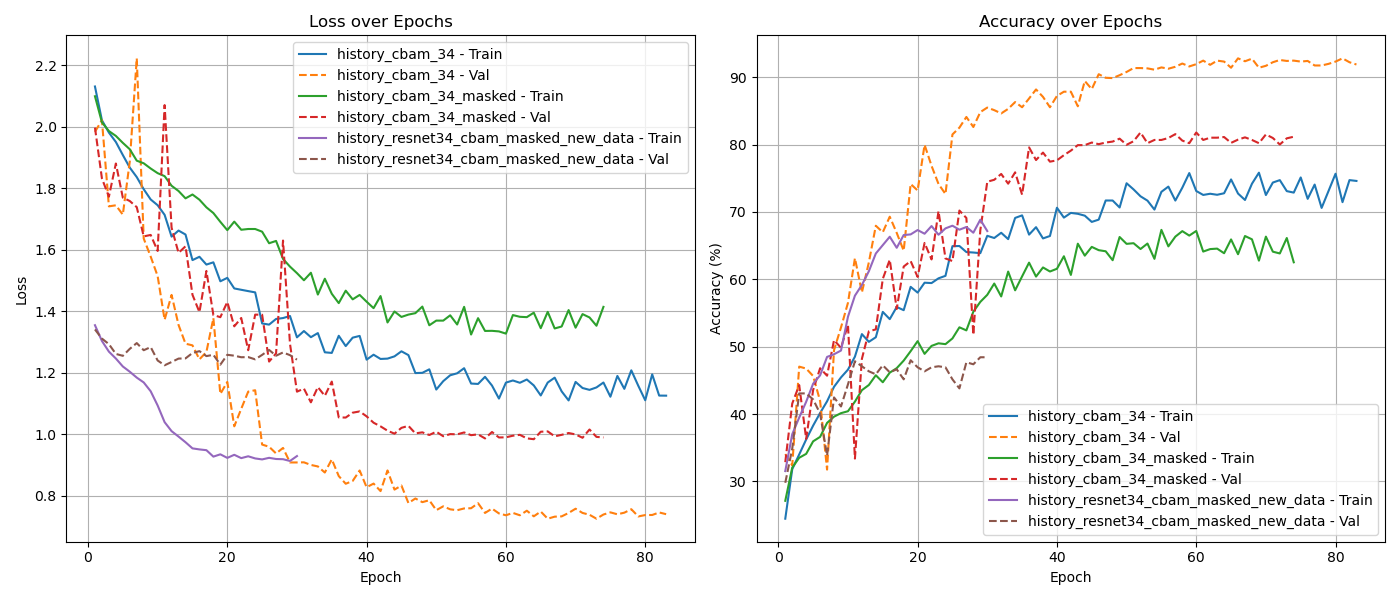 Loss over Epochs
Loss
2.2
2.0
1.8
1.6
1.4
1.2
1.0
0.8
history_cbam_34 - Train
history_cbam_34 - Val
history_cbam_34_masked - Train
history_cbam_34_masked - Val
history_resnet34_cbam_masked_new_data - Train
history_resnet34_cbam_masked_new_data - Val
0 20 40 60 80
Epoch
Accuracy over Epochs
Accuracy (%)
90
80
70
60
50
40
30
history_cbam_34 - Train
history_cbam_34 - Val
history_cbam_34_masked - Train
history_cbam_34_masked - Val
history_resnet34_cbam_masked_new_data - Train
history_resnet34_cbam_masked_new_data - Val
0 20 40 60 80
Epoch